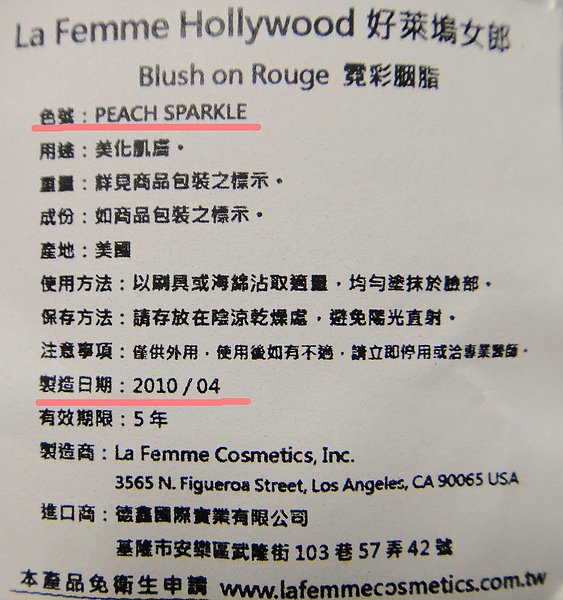 La Femme Hollywood 好萊塢女郎
Blush on Rouge 霓彩胭脂
色號：PEACH SPARKLE
用途：美化肌膚。
重量：詳見商品包裝之標示。
成份：如商品包裝之標示。
產地：美國
使用方法：以刷具或海綿沾取適量，均勻塗抹於臉部。
保存方法：請存放在陰涼乾燥處，避免陽光直射。
注意事項：僅供外用，使用後如有不適，請立即停用或洽專業醫師。
製造日期：2010 / 04
有效期限：5 年
製造商：La Femme Cosmetics, Inc.
3565 N. Figueroa Street, Los Angeles, CA 90065 USA
進口商：德鑫國際實業有限公司
基隆市安樂區武隆街 103 巷 57 弄 42 號
本產品免衛生申請 www.lafemmecosmetics.com.tw